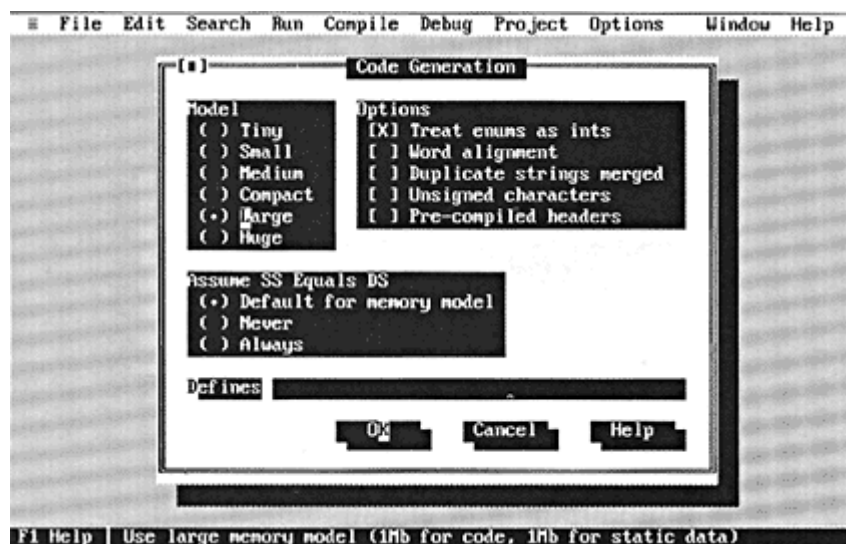 ≡ File Edit Search Run Compile Debug Project Options Window Help
[■] Code Generation
Model
( ) Tiny
( ) Small
( ) Medium
( ) Compact
(•) Large
( ) Huge
Options
[X] Treat enums as ints
[ ] Word alignment
[ ] Duplicate strings merged
[ ] Unsigned characters
[ ] Pre-compiled headers
Assume SS Equals DS
(•) Default for memory model
( ) Never
( ) Always
Defines
OK Cancel Help
F1 Help | Use large memory model (1Mb for code, 1Mb for static data)